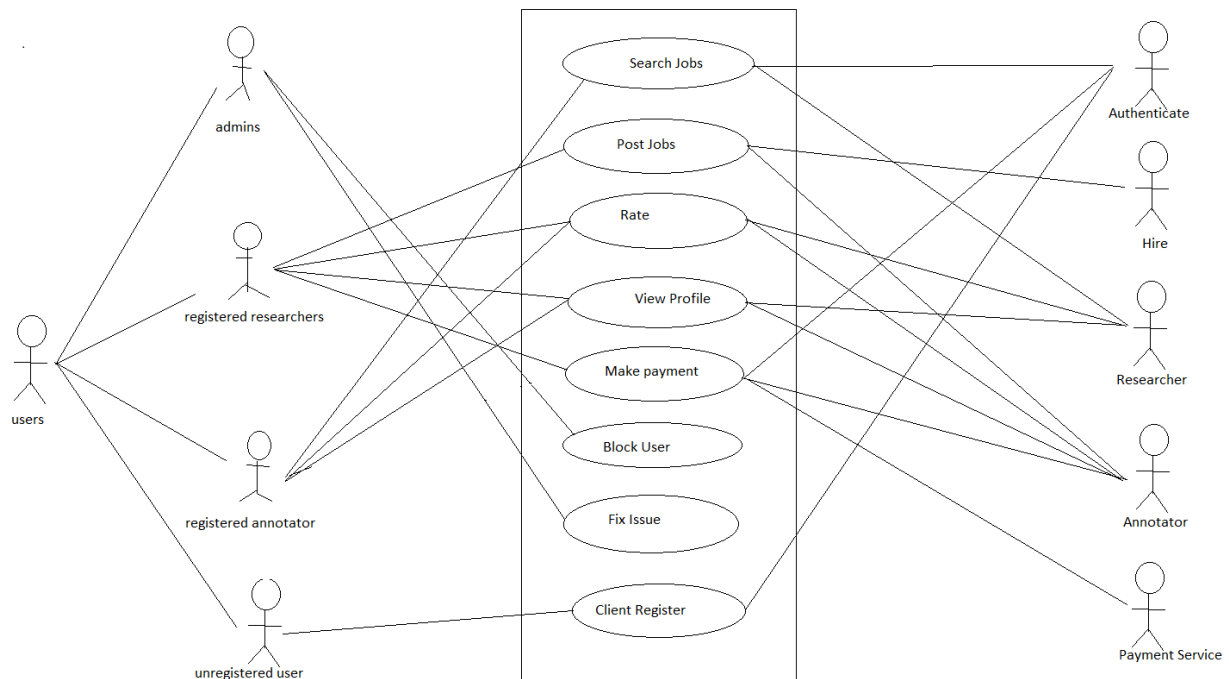 Search Jobs
Authenticate
admins
Post Jobs
Hire
Rate
registered researchers
View Profile
Researcher
Make payment
users
Block User
registered annotator
Annotator
Fix Issue
Client Register
Payment Service
unregistered user